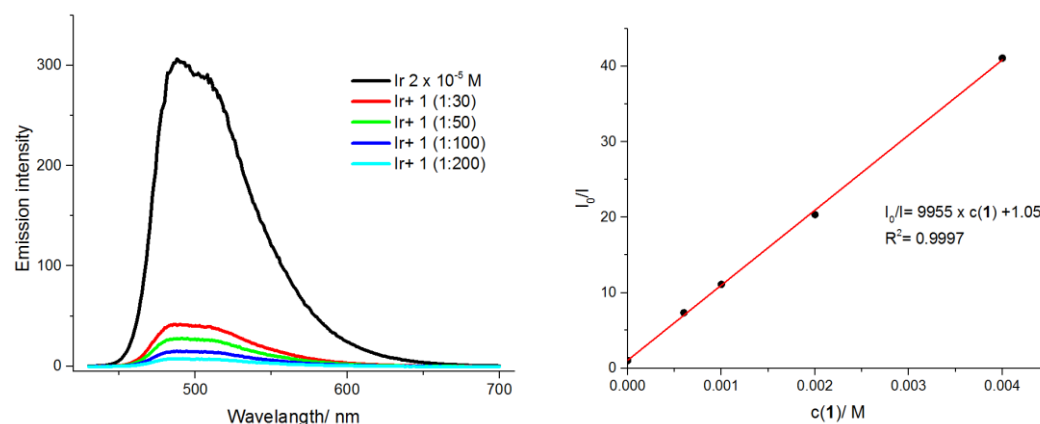 300
200
100
0
Emission intensity
500
600
700
Wavelangth/ nm
Ir 2 x 10⁻⁵ M
Ir+ 1 (1:30)
Ir+ 1 (1:50)
Ir+ 1 (1:100)
Ir+ 1 (1:200)
40
30
20
10
0
I₀/I
0.000
0.001
0.002
0.003
0.004
c(1)/ M
I₀/I= 9955 x c(1) +1.05
R²= 0.9997